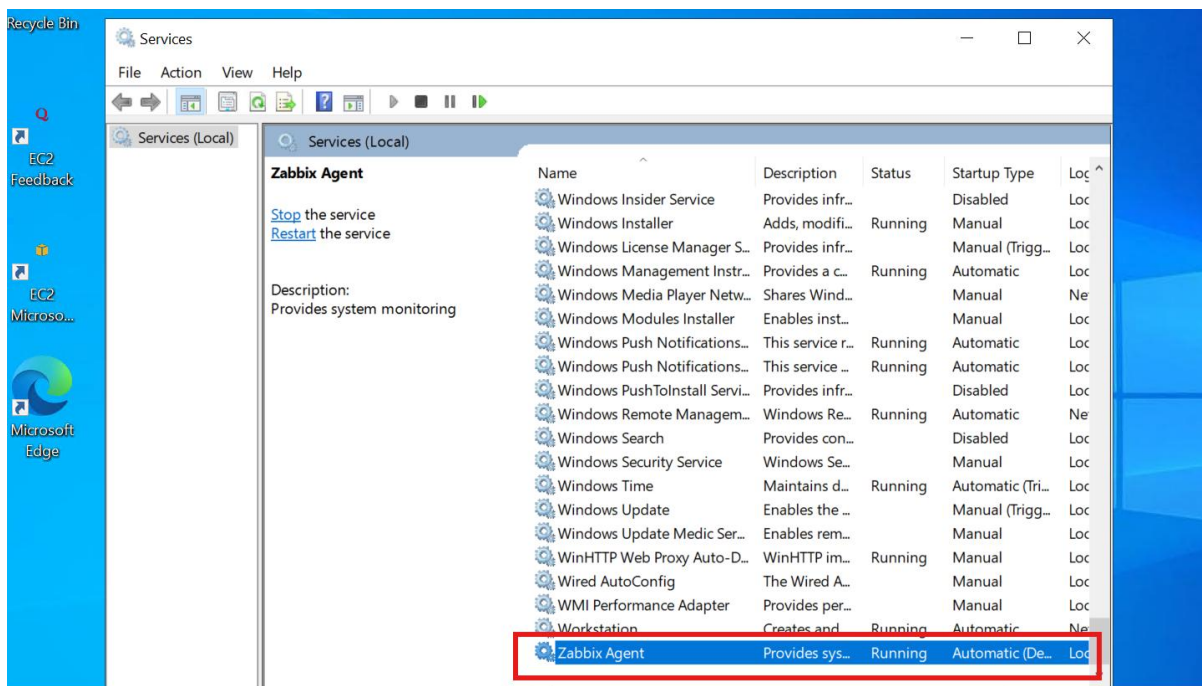 Recycle Bin
EC2
Feedback
EC2
Microso...
Microsoft
Edge
Services
File Action View Help
Services (Local)
Services (Local)
Zabbix Agent
Stop the service
Restart the service
Description:
Provides system monitoring
Name Description Status Startup Type Log
Windows Insider Service Provides infr... Disabled Loc
Windows Installer Adds, modifi... Running Manual Loc
Windows License Manager S... Provides infr... Manual (Trigg... Loc
Windows Management Instr... Provides a c... Running Automatic Loc
Windows Media Player Netw... Shares Wind... Manual Ne
Windows Modules Installer Enables inst... Manual Loc
Windows Push Notifications... This service r... Running Automatic Loc
Windows Push Notifications... This service ... Running Automatic Loc
Windows PushToInstall Servi... Provides infr... Disabled Loc
Windows Remote Managem... Windows Re... Running Automatic Ne
Windows Search Provides con... Disabled Loc
Windows Security Service Windows Se... Manual Loc
Windows Time Maintains d... Running Automatic (Tri... Loc
Windows Update Enables the ... Manual (Trigg... Loc
Windows Update Medic Ser... Enables rem... Manual Loc
WinHTTP Web Proxy Auto-D... WinHTTP im... Running Manual Loc
Wired AutoConfig The Wired A... Manual Loc
WMI Performance Adapter Provides per... Manual Loc
Workstation Creates and Running Automatic Ne
Zabbix Agent Provides sys... Running Automatic (De... Loc